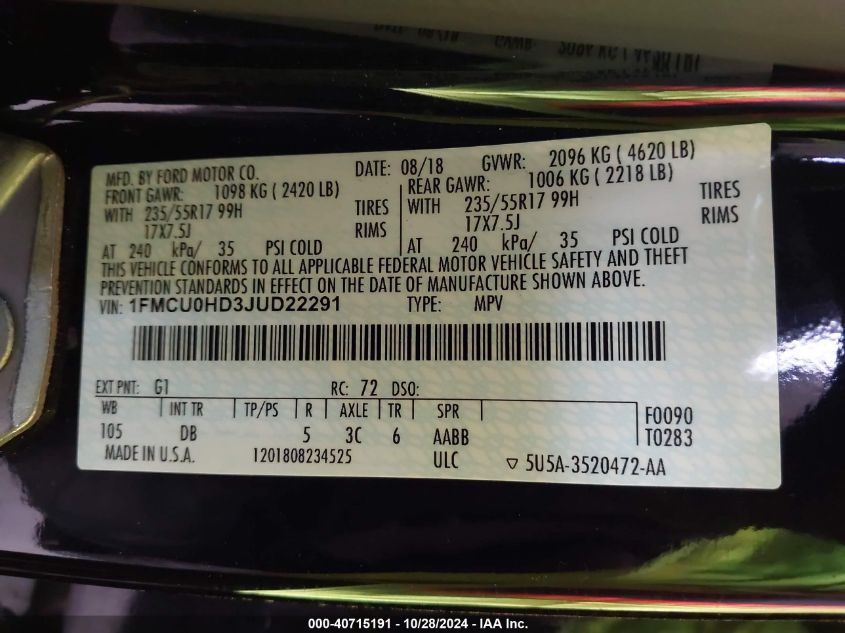 MFD. BY FORD MOTOR CO. DATE: 08/18 GVWR: 2096 KG ( 4620 LB)
FRONT GAWR: 1098 KG ( 2420 LB) REAR GAWR: 1006 KG ( 2218 LB)
WITH 235/55R17 99H TIRES WITH 235/55R17 99H TIRES
17X7.5J RIMS 17X7.5J RIMS
AT 240 kPa/ 35 PSI COLD AT 240 kPa/ 35 PSI COLD
THIS VEHICLE CONFORMS TO ALL APPLICABLE FEDERAL MOTOR VEHICLE SAFETY AND THEFT
PREVENTION STANDARDS IN EFFECT ON THE DATE OF MANUFACTURE SHOWN ABOVE.
VIN: 1FMCU0HD3JUD22291 TYPE: MPV
EXT PNT: G1 RC: 72 DSO:
WB INT TR TP/PS R AXLE TR SPR F0090
105 DB 5 3C 6 AABB T0283
MADE IN U.S.A. 1201808234525 ULC ▽ 5U5A-3520472-AA
000-40715191 - 10/28/2024 - IAA Inc.